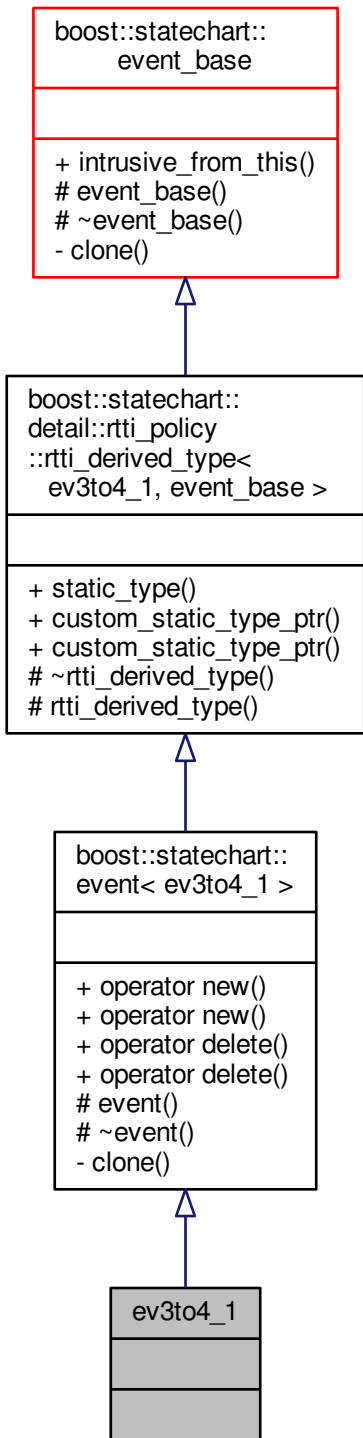 boost::statechart::
event_base
+ intrusive_from_this()
# event_base()
# ~event_base()
- clone()
boost::statechart::
detail::rtti_policy
::rtti_derived_type<
ev3to4_1, event_base >
+ static_type()
+ custom_static_type_ptr()
+ custom_static_type_ptr()
# ~rtti_derived_type()
# rtti_derived_type()
boost::statechart::
event< ev3to4_1 >
+ operator new()
+ operator new()
+ operator delete()
+ operator delete()
# event()
# ~event()
- clone()
ev3to4_1